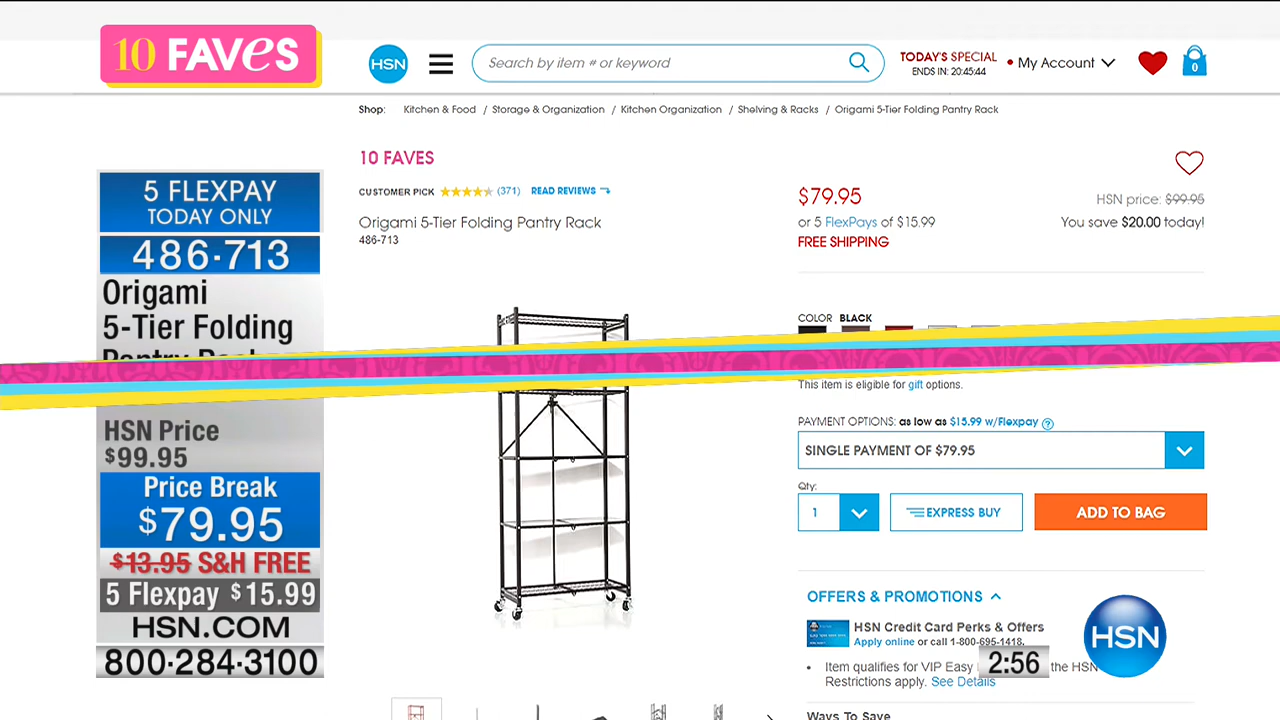 10 FAVES
HSN
Search by item # or keyword
TODAY'S SPECIAL
ENDS IN: 20:45:44
My Account
0
Shop: Kitchen & Food / Storage & Organization / Kitchen Organization / Shelving & Racks / Origami 5-Tier Folding Pantry Rack
10 FAVES
CUSTOMER PICK (371) READ REVIEWS
Origami 5-Tier Folding Pantry Rack
486-713
$79.95
or 5 FlexPays of $15.99
FREE SHIPPING
HSN price: $99.95
You save $20.00 today!
COLOR BLACK
This item is eligible for gift options.
PAYMENT OPTIONS: as low as $15.99 w/Flexpay ?
SINGLE PAYMENT OF $79.95
Qty:
1
EXPRESS BUY
ADD TO BAG
OFFERS & PROMOTIONS
HSN Credit Card Perks & Offers
Apply online or call 1-800-695-1418.
• Item qualifies for VIP Easy the HSN
Restrictions apply. See Details
Ways To Save
5 FLEXPAY
TODAY ONLY
486-713
Origami
5-Tier Folding
Pantry Rack
HSN Price
$99.95
Price Break
$79.95
$13.95 S&H FREE
5 Flexpay $15.99
HSN.COM
800-284-3100
HSN
2:56